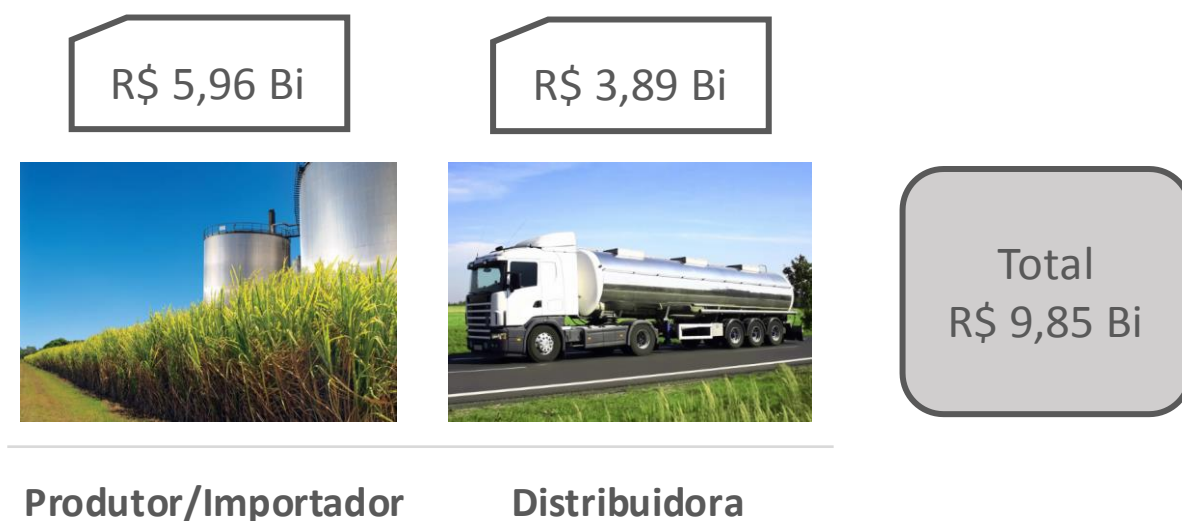 R$ 5,96 Bi
R$ 3,89 Bi
Total
R$ 9,85 Bi
Produtor/Importador
Distribuidora